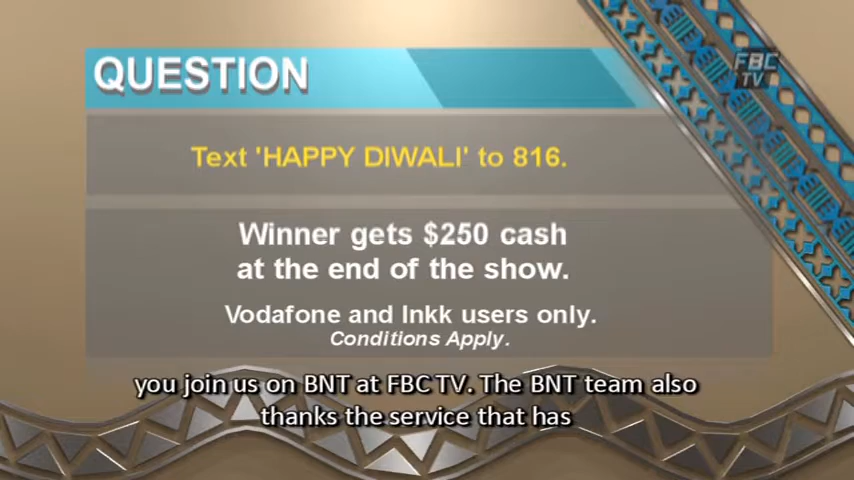 FBC
TV
QUESTION
Text 'HAPPY DIWALI' to 816.
Winner gets $250 cash
at the end of the show.
Vodafone and Inkk users only.
Conditions Apply.
you join us on BNT at FBC TV. The BNT team also
thanks the service that has